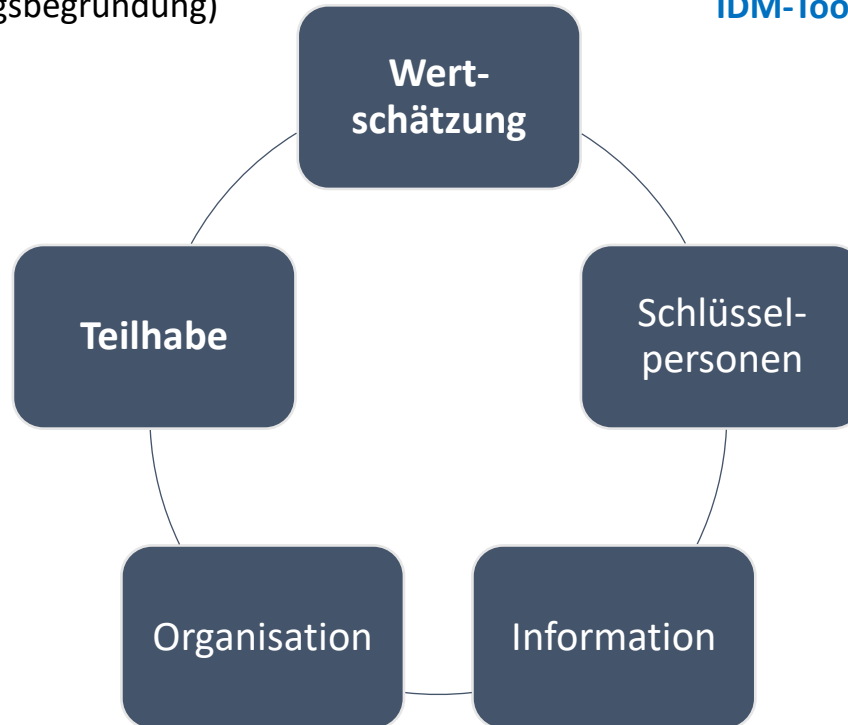 gsbegründung)
IDM-Too
Wert-
schätzung
Teilhabe
Schlüssel-
personen
Organisation
Information